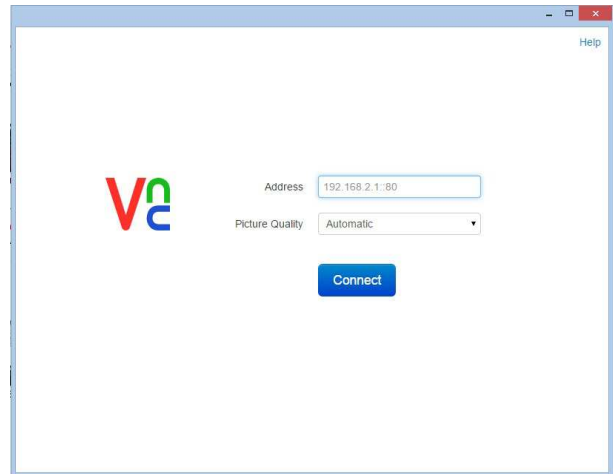 Help
VNC
Address 192.168.2.1::80
Picture Quality Automatic
Connect